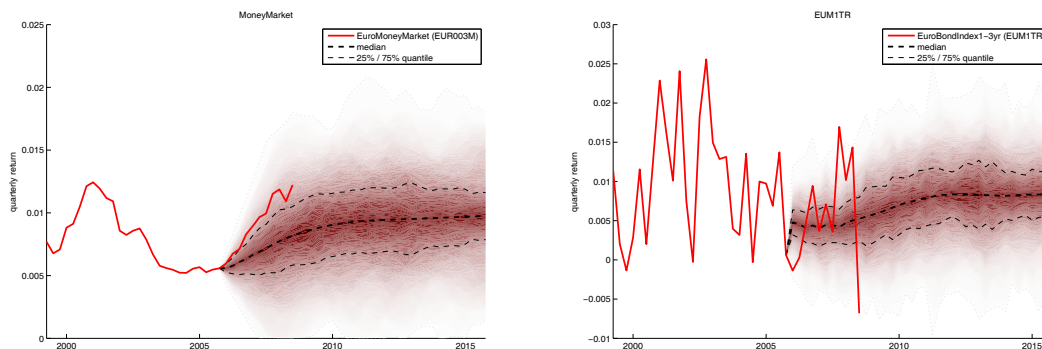 MoneyMarket
0.025
0.02
0.015
0.01
0.005
0
quarterly return
2000
2005
2010
2015
EuroMoneyMarket (EUR003M)
median
25% / 75% quantile
EUM1TR
0.03
0.025
0.02
0.015
0.01
0.005
0
−0.005
−0.01
quarterly return
2000
2005
2010
2015
EuroBondIndex1−3yr (EUM1TR
median
25% / 75% quantile